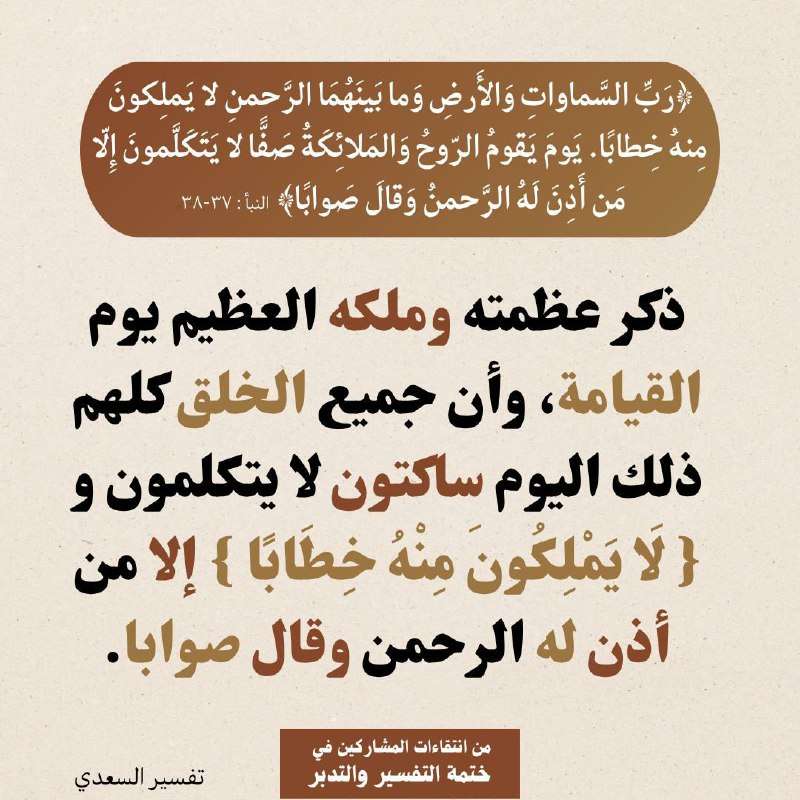 ﴿رَبِّ السَّماواتِ وَالأَرضِ وَما بَينَهُمَا الرَّحمنِ لا يَملِكونَ
مِنهُ خِطابًا. يَومَ يَقومُ الرّوحُ وَالمَلائِكَةُ صَفًّا لا يَتَكَلَّمونَ إِلّا
مَن أَذِنَ لَهُ الرَّحمنُ وَقالَ صَوابًا﴾ النبأ : ٣٧-٣٨
ذكر عظمته وملكه العظيم يوم
القيامة، وأن جميع الخلق كلهم
ذلك اليوم ساكتون لا يتكلمون و
{ لَا يَمْلِكُونَ مِنْهُ خِطَابًا } إلا من
أذن له الرحمن وقال صوابا.
من انتقاءات المشاركين في
ختمة التفسير والتدبر
تفسير السعدي